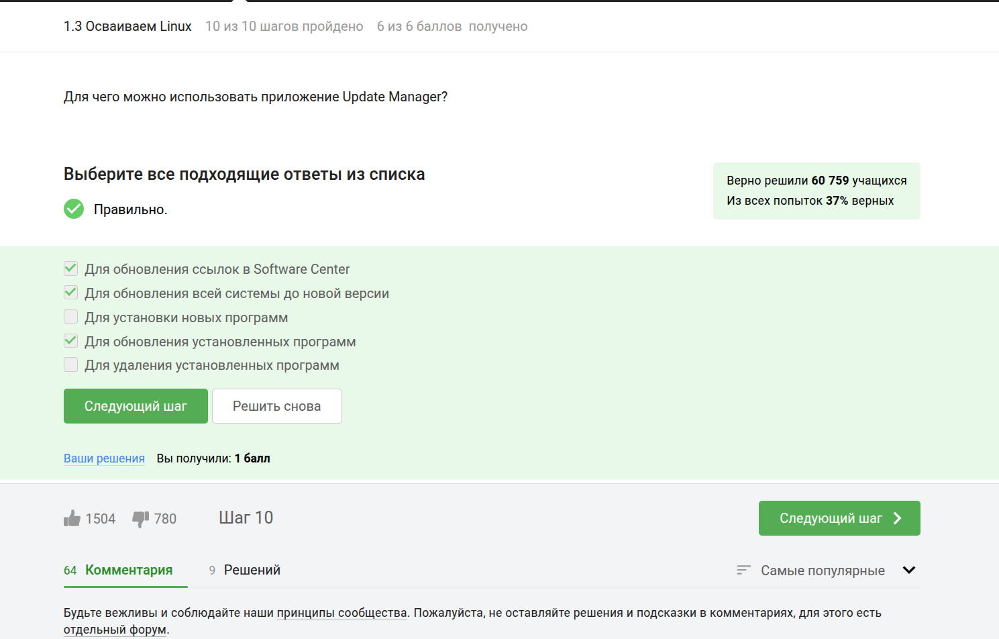 1.3 Осваиваем Linux 10 из 10 шагов пройдено 6 из 6 баллов получено
Для чего можно использовать приложение Update Manager?
Выберите все подходящие ответы из списка
Верно решили 60 759 учащихся
Из всех попыток 37% верных
Правильно.
Для обновления ссылок в Software Center
Для обновления всей системы до новой версии
Для установки новых программ
Для обновления установленных программ
Для удаления установленных программ
Следующий шаг Решить снова
Ваши решения Вы получили: 1 балл
1504 780 Шаг 10 Следующий шаг
64 Комментария 9 Решений Самые популярные
Будьте вежливы и соблюдайте наши принципы сообщества. Пожалуйста, не оставляйте решения и подсказки в комментариях, для этого есть
отдельный форум.